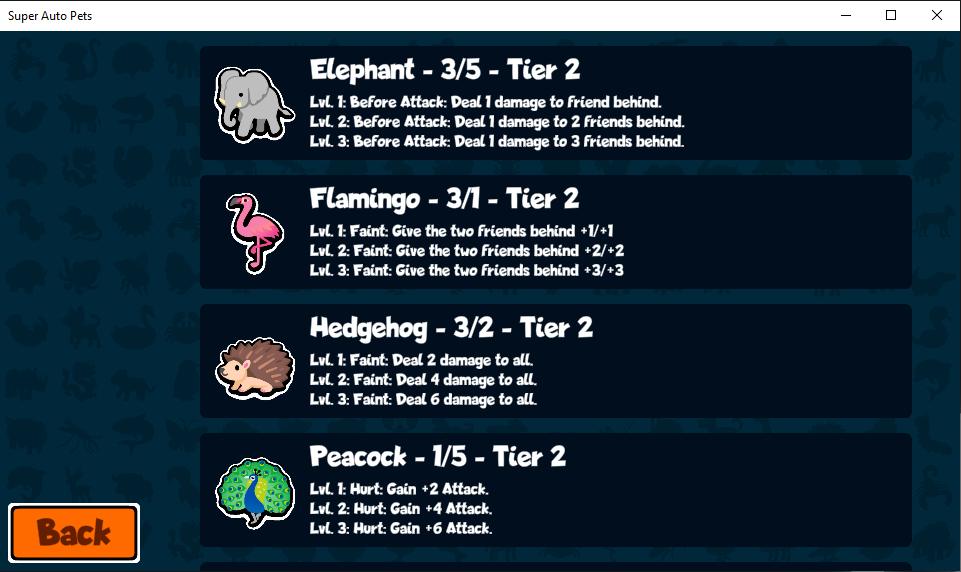 Super Auto Pets
Elephant - 3/5 - Tier 2
Lvl. 1: Before Attack: Deal 1 damage to friend behind.
Lvl. 2: Before Attack: Deal 1 damage to 2 friends behind.
Lvl. 3: Before Attack: Deal 1 damage to 3 friends behind.
Flamingo - 3/1 - Tier 2
Lvl. 1: Faint: Give the two friends behind +1/+1
Lvl. 2: Faint: Give the two friends behind +2/+2
Lvl. 3: Faint: Give the two friends behind +3/+3
Hedgehog - 3/2 - Tier 2
Lvl. 1: Faint: Deal 2 damage to all.
Lvl. 2: Faint: Deal 4 damage to all.
Lvl. 3: Faint: Deal 6 damage to all.
Peacock - 1/5 - Tier 2
Lvl. 1: Hurt: Gain +2 Attack.
Lvl. 2: Hurt: Gain +4 Attack.
Lvl. 3: Hurt: Gain +6 Attack.
Back